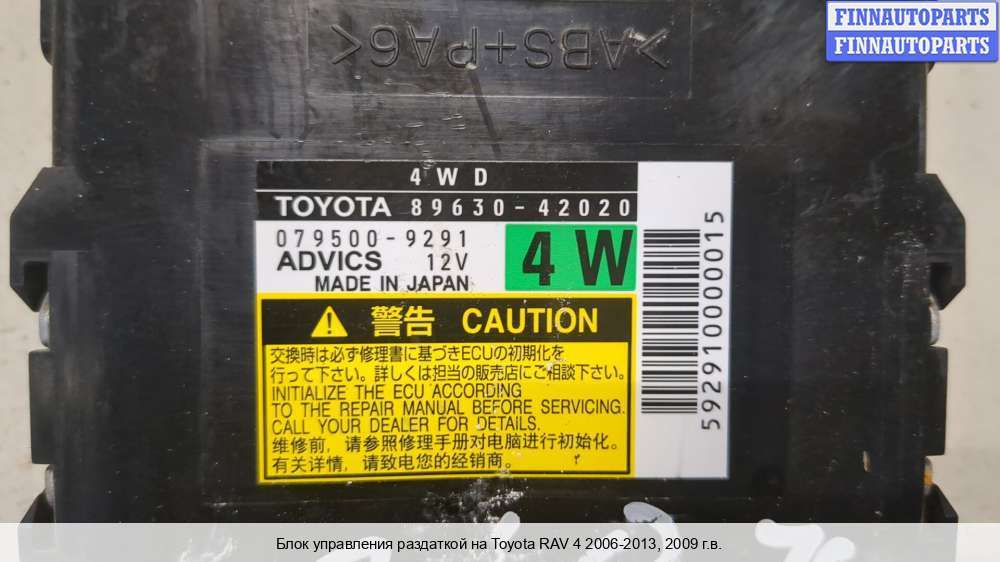 FINNAUTOPARTS
FINNAUTOPARTS
>ABS+PA6<
4WD
TOYOTA 89630-42020
079500-9291
ADVICS 12V
4W
MADE IN JAPAN
警告 CAUTION
交換時は必ず修理書に基づきECUの初期化を
行って下さい。詳しくは担当の販売店にご相談下さい。
INITIALIZE THE ECU ACCORDING
TO THE REPAIR MANUAL BEFORE SERVICING.
CALL YOUR DEALER FOR DETAILS.
维修前，请参照修理手册对电脑进行初始化。
有关详情，请致电您的经销商。
5929100000015
Блок управления раздаткой на Toyota RAV 4 2006-2013, 2009 г.в.